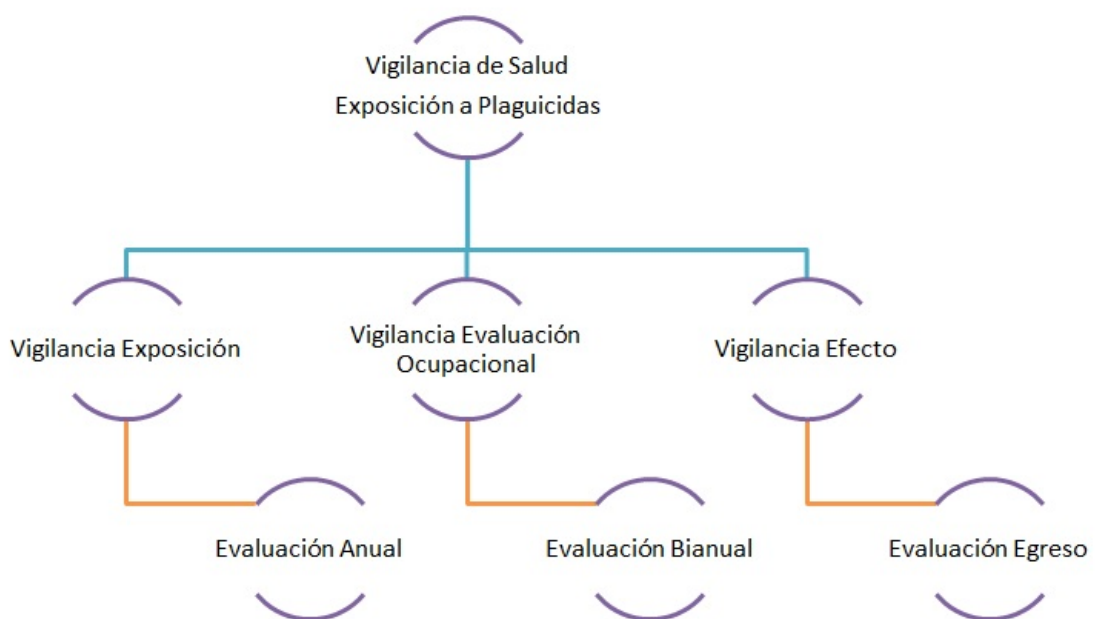 Vigilancia de Salud
Exposición a Plaguicidas
Vigilancia Exposición
Vigilancia Evaluación
Ocupacional
Vigilancia Efecto
Evaluación Anual
Evaluación Bianual
Evaluación Egreso